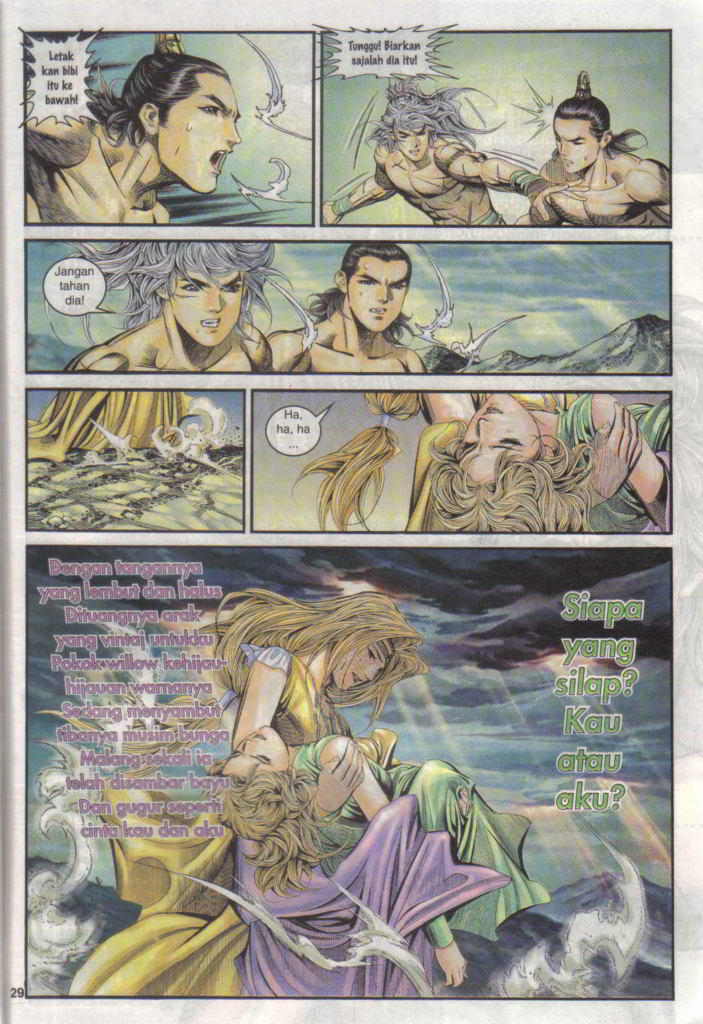 Letak
kan bibi
itu ke
bawah!
Tunggu! Biarkan
sajalah dia itu!
Jangan
tahan
dia!
Ha,
ha, ha
...
Dengan tangannya
yang lembut dan halus
Dituangnya arak
yang vintaj untukku
Pokok willow kehijau-
hijauan warnanya
Sedang menyambut
tibanya musim bunga
Malang sekali ia
telah disambar bayu
Dan gugur seperti
cinta kau dan aku
Siapa
yang
silap?
Kau
atau
aku?
29